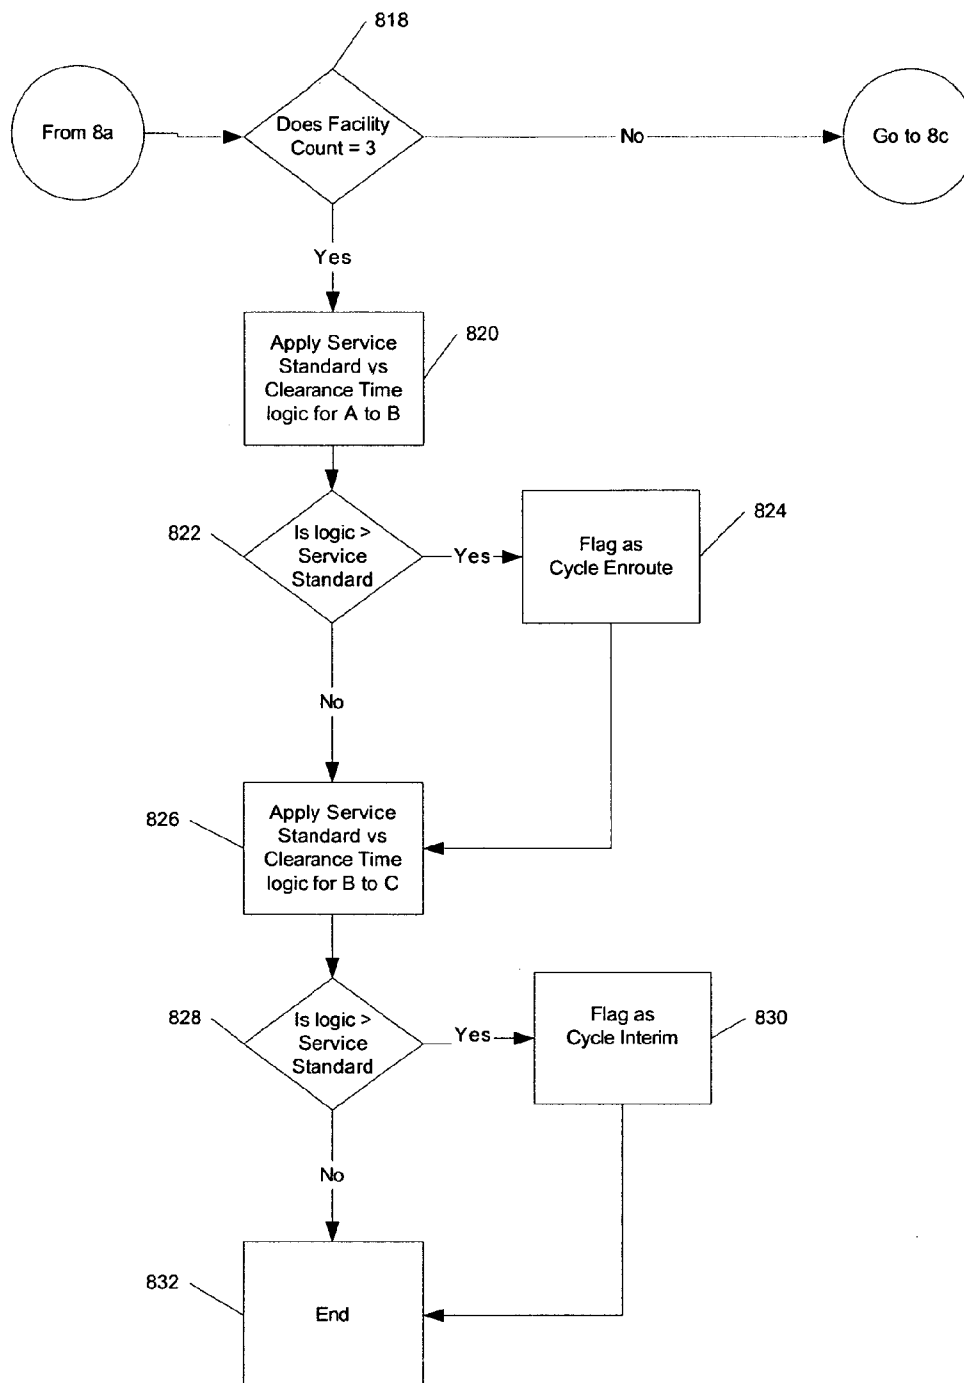 818
From 8a
Does Facility
Count = 3
No
Go to 8c
Yes
Apply Service
Standard vs
Clearance Time
logic for A to B
820
822
Is logic >
Service
Standard
Yes
Flag as
Cycle Enroute
824
No
826
Apply Service
Standard vs
Clearance Time
logic for B to C
828
Is logic >
Service
Standard
Yes
Flag as
Cycle Interim
830
No
832
End